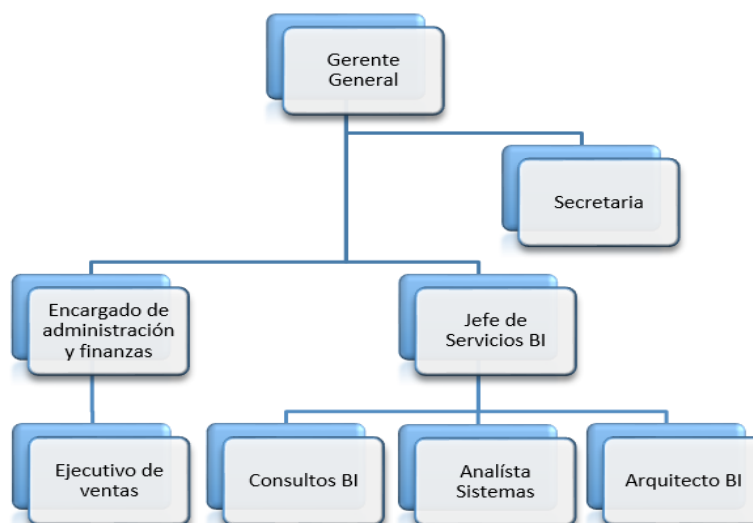 Gerente
General
Secretaria
Encargado de
administración
y finanzas
Jefe de
Servicios BI
Ejecutivo de
ventas
Consultos BI
Analísta
Sistemas
Arquitecto BI